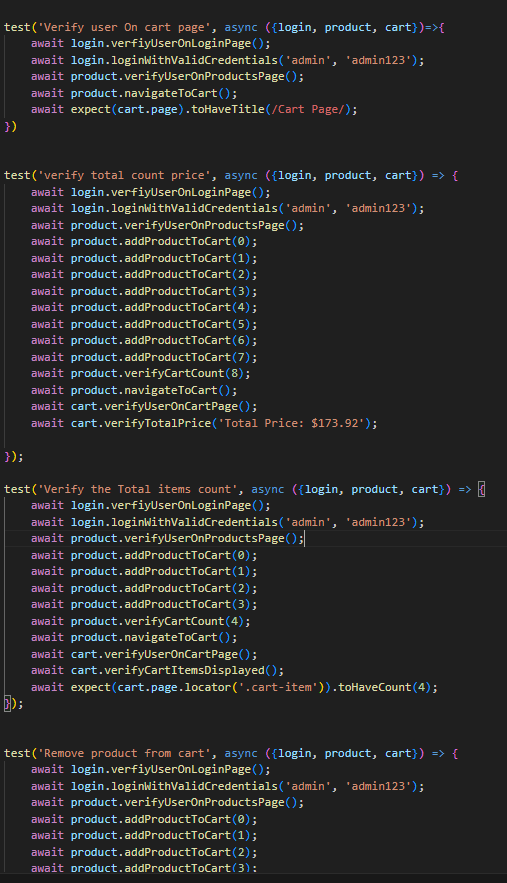 test('Verify user On cart page', async ({login, product, cart})=>{
    await login.verfiyUserOnLoginPage();
    await login.loginWithValidCredentials('admin', 'admin123');
    await product.verifyUserOnProductsPage();
    await product.navigateToCart();
    await expect(cart.page).toHaveTitle(/Cart Page/);
})
test('verify total count price', async ({login, product, cart}) => {
    await login.verfiyUserOnLoginPage();
    await login.loginWithValidCredentials('admin', 'admin123');
    await product.verifyUserOnProductsPage();
    await product.addProductToCart(0);
    await product.addProductToCart(1);
    await product.addProductToCart(2);
    await product.addProductToCart(3);
    await product.addProductToCart(4);
    await product.addProductToCart(5);
    await product.addProductToCart(6);
    await product.addProductToCart(7);
    await product.verifyCartCount(8);
    await product.navigateToCart();
    await cart.verifyUserOnCartPage();
    await cart.verifyTotalPrice('Total Price: $173.92');
});
test('Verify the Total items count', async ({login, product, cart}) => {
    await login.verfiyUserOnLoginPage();
    await login.loginWithValidCredentials('admin', 'admin123');
    await product.verifyUserOnProductsPage();
    await product.addProductToCart(0);
    await product.addProductToCart(1);
    await product.addProductToCart(2);
    await product.addProductToCart(3);
    await product.verifyCartCount(4);
    await product.navigateToCart();
    await cart.verifyUserOnCartPage();
    await cart.verifyCartItemsDisplayed();
    await expect(cart.page.locator('.cart-item')).toHaveCount(4);
});
test('Remove product from cart', async ({login, product, cart}) => {
    await login.verfiyUserOnLoginPage();
    await login.loginWithValidCredentials('admin', 'admin123');
    await product.verifyUserOnProductsPage();
    await product.addProductToCart(0);
    await product.addProductToCart(1);
    await product.addProductToCart(2);
    await product.addProductToCart(3);